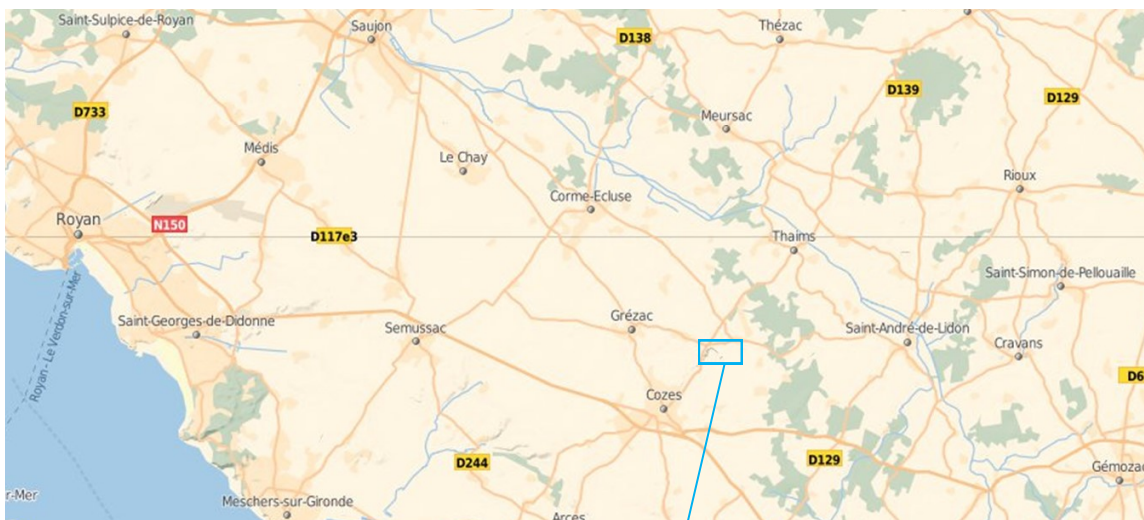 Saint-Sulpice-de-Royan
Saujon
D138
Thézac
D733
D139
D129
Meursac
Médis
Le Chay
Rioux
Corme-Ecluse
Royan
N150
D117e3
Thaims
Saint-Simon-de-Pellouaille
Royan - Le Verdon-sur-Mer
Saint-Georges-de-Didonne
Semussac
Grézac
Saint-André-de-Lidon
Cravans
D6
Cozes
D244
D129
Gémozac
r-Mer
Meschers-sur-Gironde
Arces